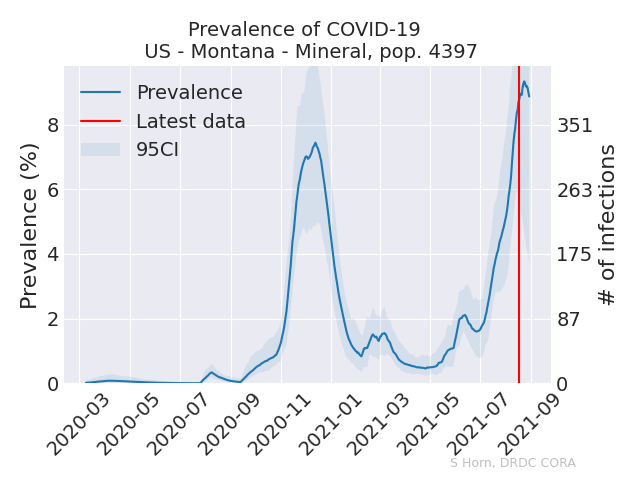 Prevalence of COVID-19
US - Montana - Mineral, pop. 4397
Prevalence
Latest data
95CI
Prevalence (%)
8
6
4
2
0
351
263
175
87
0
# of infections
2020-03
2020-05
2020-07
2020-09
2020-11
2021-01
2021-03
2021-05
2021-07
2021-09
S Horn, DRDC CORA